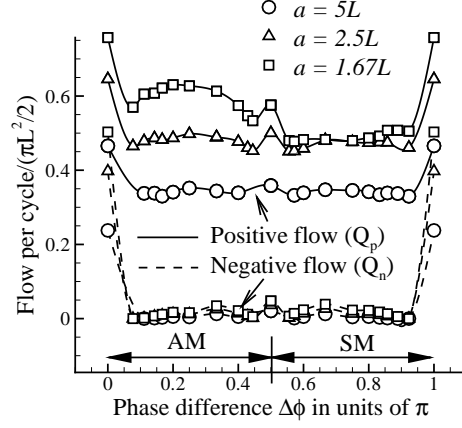 a = 5L
a = 2.5L
a = 1.67L
Flow per cycle/(πL²/2)
0.6
0.4
0.2
0
Positive flow (Qₚ)
Negative flow (Qₙ)
AM
SM
0 0.2 0.4 0.6 0.8 1
Phase difference Δϕ in units of π